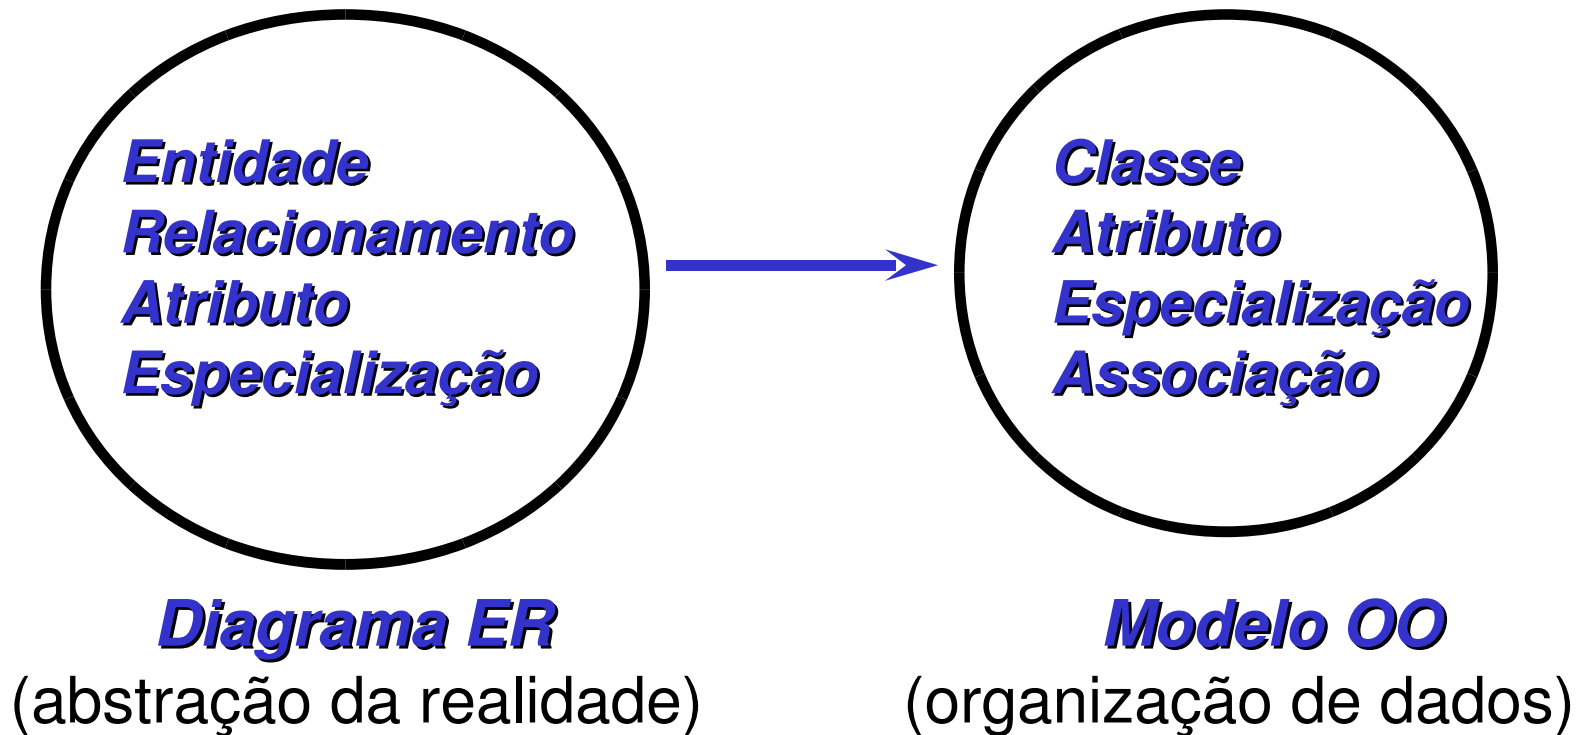 Entidade
Relacionamento
Atributo
Especialização
Diagrama ER
(abstração da realidade)
Classe
Atributo
Especialização
Associação
Modelo OO
(organização de dados)